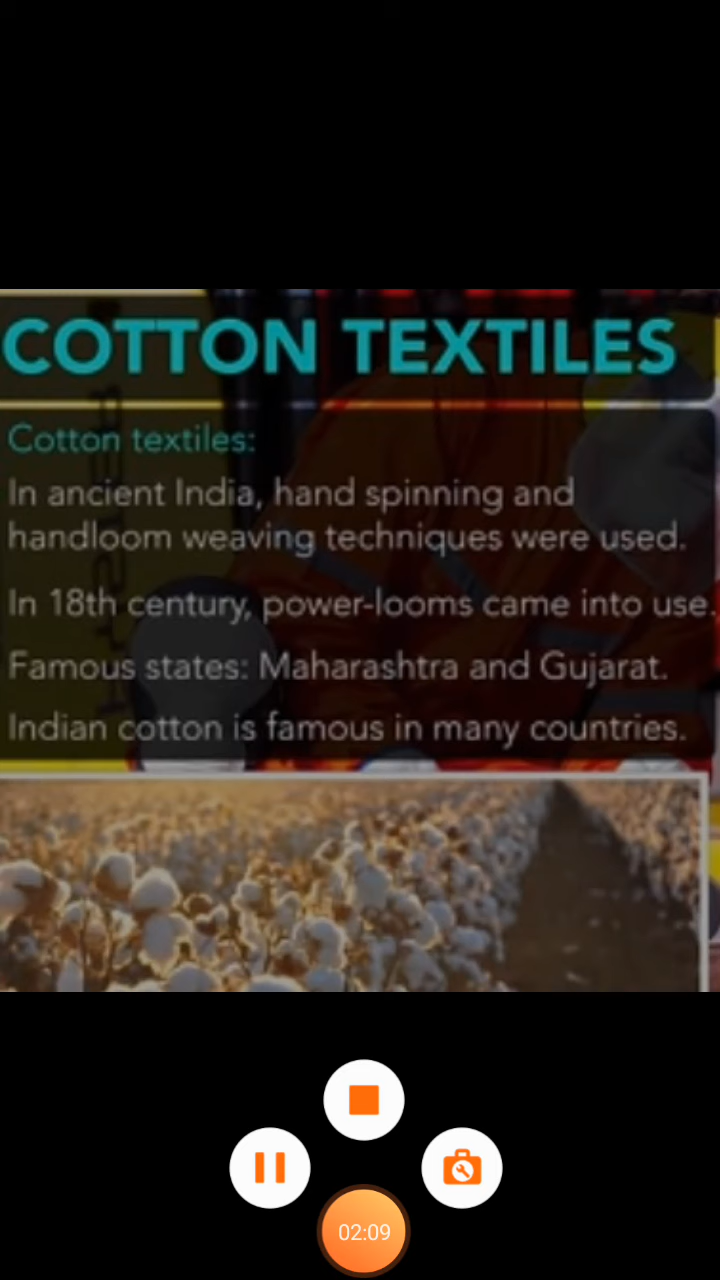 COTTON TEXTILES
Cotton textiles:
In ancient India, hand spinning and
handloom weaving techniques were used.
In 18th century, power-looms came into use.
Famous states: Maharashtra and Gujarat.
Indian cotton is famous in many countries.
02:09